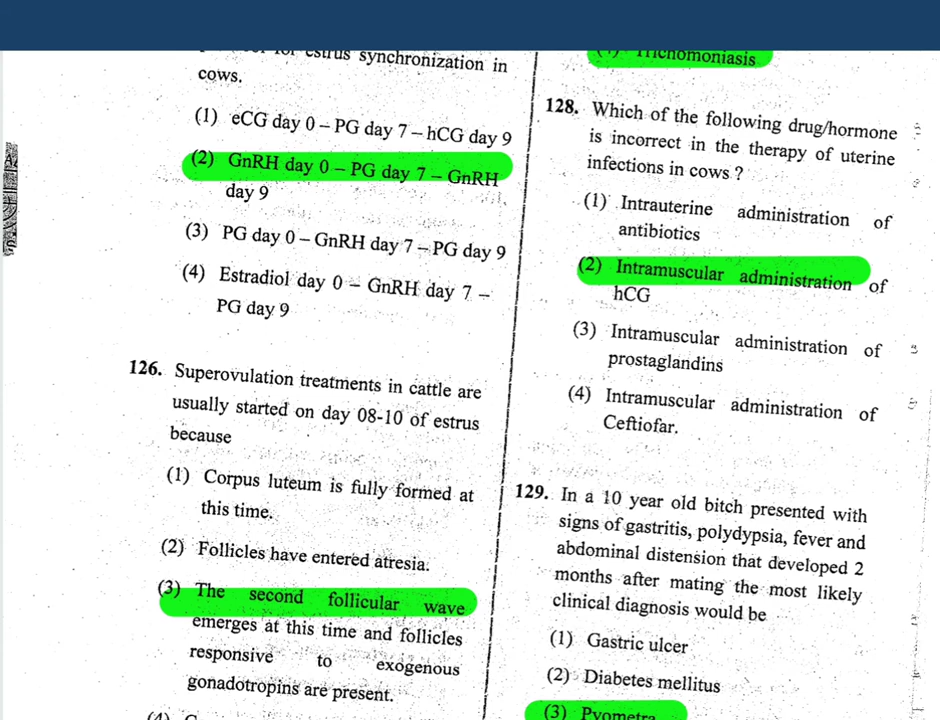 estrus synchronization in
cows.
(1) eCG day 0 – PG day 7 – hCG day 9
(2) GnRH day 0 – PG day 7 – GnRH
day 9
(3) PG day 0 – GnRH day 7 – PG day 9
(4) Estradiol day 0 – GnRH day 7 –
PG day 9
126. Superovulation treatments in cattle are
usually started on day 08-10 of estrus
because
(1) Corpus luteum is fully formed at
this time.
(2) Follicles have entered atresia.
(3) The second follicular wave
emerges at this time and follicles
responsive to exogenous
gonadotropins are present.
(4)
Trichomoniasis
128. Which of the following drug/hormone
is incorrect in the therapy of uterine
infections in cows ?
(1) Intrauterine administration of
antibiotics
(2) Intramuscular administration of
hCG
(3) Intramuscular administration of
prostaglandins
(4) Intramuscular administration of
Ceftiofar.
129. In a 10 year old bitch presented with
signs of gastritis, polydypsia, fever and
abdominal distension that developed 2
months after mating the most likely
clinical diagnosis would be
(1) Gastric ulcer
(2) Diabetes mellitus
(3) Pyometra